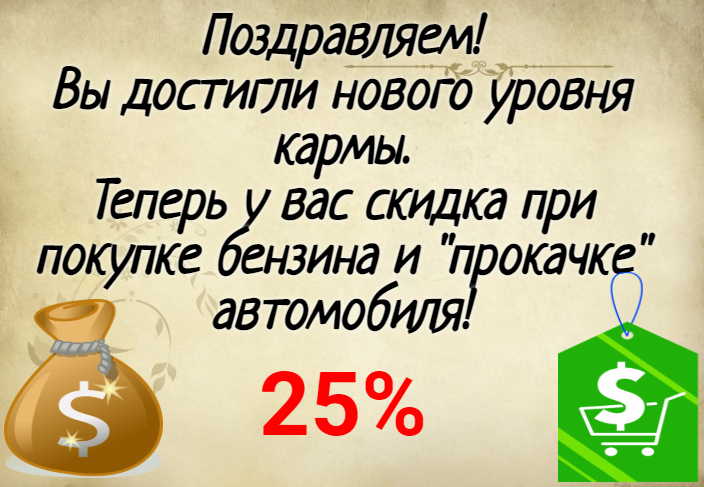 Поздравляем!
Вы достигли нового уровня
кармы.
Теперь у вас скидка при
покупке бензина и "прокачке"
автомобиля!
25%
$
$